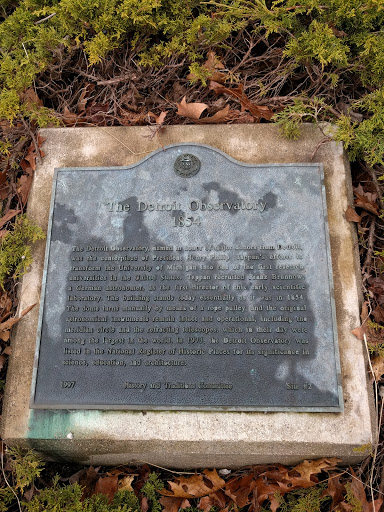 The Detroit Observatory
1854
The Detroit Observatory, named in honor of major donors from Detroit,
was the centerpiece of President Henry Philip Tappan's efforts to
transform the University of Michigan into one of the first research
universities in the United States. Tappan recruited Franz Brünnow,
a German astronomer, as the first director of this early scientific
laboratory. The building stands today essentially as it was in 1854.
The dome turns manually by means of a rope pulley and the original
astronomical instruments remain intact and operational, including the
meridian circle and the refracting telescopes, which in their day were
among the largest in the world. In 1973, the Detroit Observatory was
listed in the National Register of Historic Places for its significance in
science, education, and architecture.
1997 History and Traditions Committee Site #2